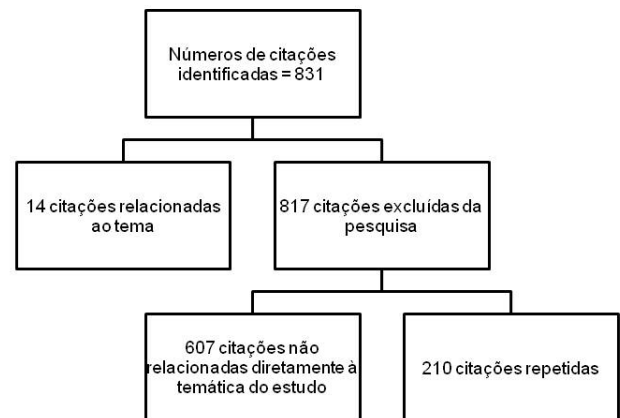 Números de citações
identificadas = 831
14 citações relacionadas
ao tema
817 citações excluídas da
pesquisa
607 citações não
relacionadas diretamente à
temática do estudo
210 citações repetidas